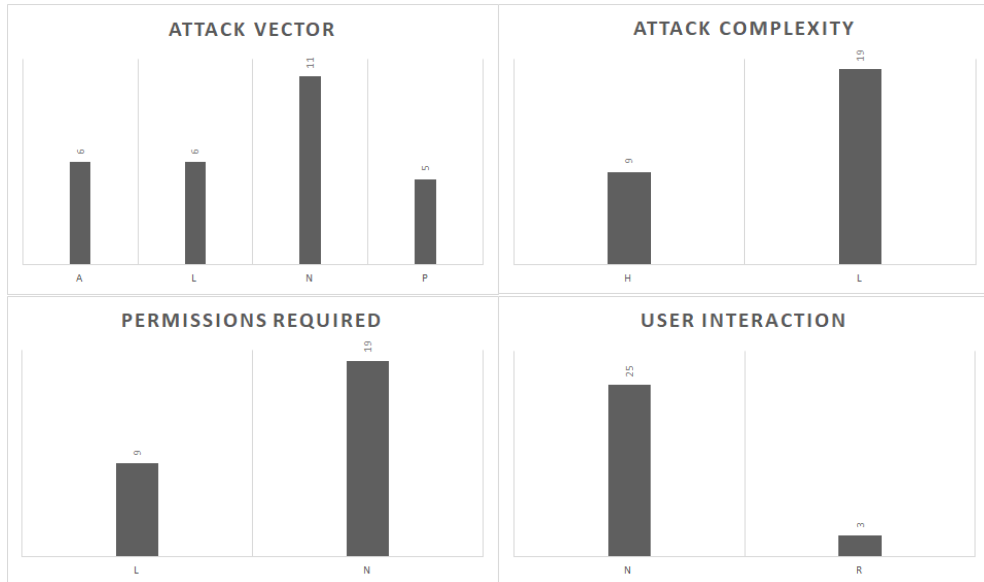 ATTACK VECTOR
11
6
6
5
A L N P
ATTACK COMPLEXITY
19
9
H L
PERMISSIONS REQUIRED
19
9
L N
USER INTERACTION
25
3
N R